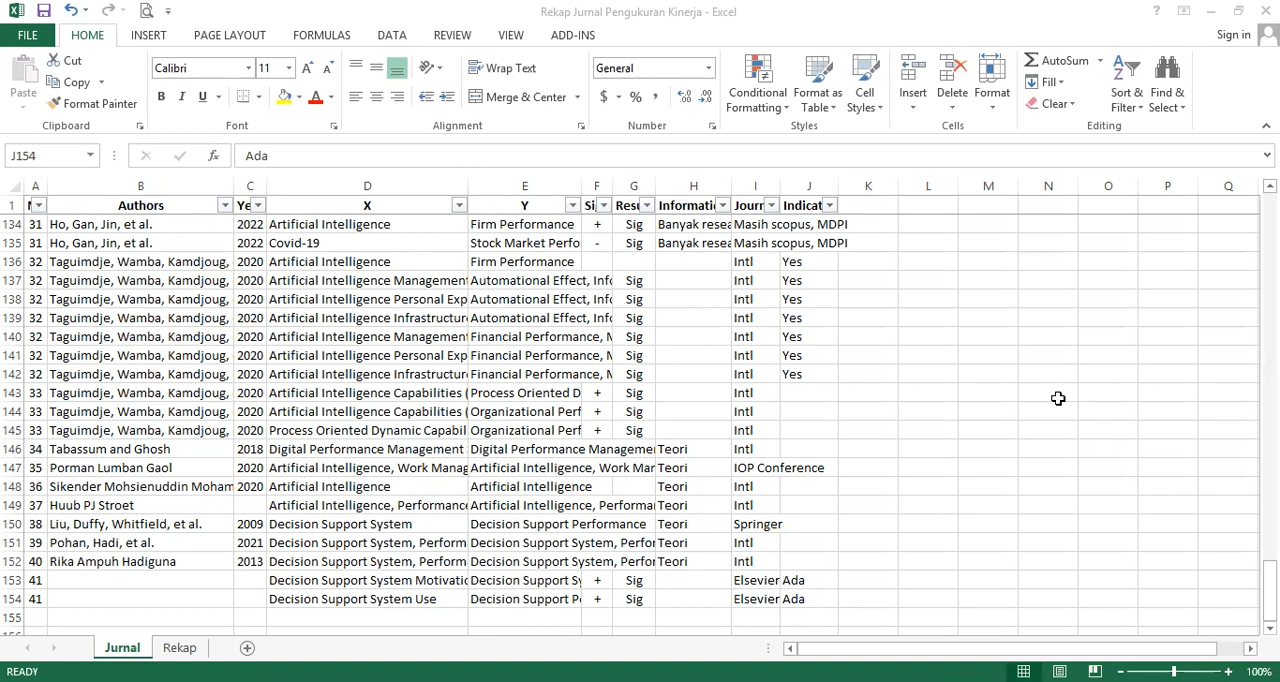 Rekap Jurnal Pengukuran Kinerja - Excel
FILE HOME INSERT PAGE LAYOUT FORMULAS DATA REVIEW VIEW ADD-INS Sign in
Paste Cut Copy Format Painter Clipboard
Calibri 11 B I U Font
Wrap Text Merge & Center Alignment
General $ % Number
Conditional Formatting Format as Table Cell Styles Styles
Insert Delete Format Cells
AutoSum Fill Clear Sort & Filter Find & Select Editing
J154 fx Ada
A B C D E F G H I J K L M N O P Q
1 Authors Ye X Y Si Resu Informati Jour Indicat
134 31 Ho, Gan, Jin, et al. 2022 Artificial Intelligence Firm Performance + Sig Banyak resea Masih scopus, MDPI
135 31 Ho, Gan, Jin, et al. 2022 Covid-19 Stock Market Perfo - Sig Banyak resea Masih scopus, MDPI
136 32 Taguimdje, Wamba, Kamdjoug, 2020 Artificial Intelligence Firm Performance Intl Yes
137 32 Taguimdje, Wamba, Kamdjoug, 2020 Artificial Intelligence Management Automational Effect, Info Sig Intl Yes
138 32 Taguimdje, Wamba, Kamdjoug, 2020 Artificial Intelligence Personal Exp Automational Effect, Info Sig Intl Yes
139 32 Taguimdje, Wamba, Kamdjoug, 2020 Artificial Intelligence Infrastructure Automational Effect, Info Sig Intl Yes
140 32 Taguimdje, Wamba, Kamdjoug, 2020 Artificial Intelligence Management Financial Performance, M Sig Intl Yes
141 32 Taguimdje, Wamba, Kamdjoug, 2020 Artificial Intelligence Personal Exp Financial Performance, M Sig Intl Yes
142 32 Taguimdje, Wamba, Kamdjoug, 2020 Artificial Intelligence Infrastructure Financial Performance, M Sig Intl Yes
143 33 Taguimdje, Wamba, Kamdjoug, 2020 Artificial Intelligence Capabilities ( Process Oriented D + Sig Intl
144 33 Taguimdje, Wamba, Kamdjoug, 2020 Artificial Intelligence Capabilities ( Organizational Perf + Sig Intl
145 33 Taguimdje, Wamba, Kamdjoug, 2020 Process Oriented Dynamic Capabil Organizational Perf + Sig Intl
146 34 Tabassum and Ghosh 2018 Digital Performance Management Digital Performance Manageme Teori Intl
147 35 Porman Lumban Gaol 2020 Artificial Intelligence, Work Manag Artificial Intelligence, Work Mar Teori IOP Conference
148 36 Sikender Mohsienuddin Moham 2020 Artificial Intelligence Artificial Intelligence Teori Intl
149 37 Huub PJ Stroet Artificial Intelligence, Performance Artificial Intelligence, Performa Teori Intl
150 38 Liu, Duffy, Whitfield, et al. 2009 Decision Support System Decision Support Performance Teori Springer
151 39 Pohan, Hadi, et al. 2021 Decision Support System, Perform Decision Support System, Perfo Teori Intl
152 40 Rika Ampuh Hadiguna 2013 Decision Support System, Perform Decision Support System, Perfo Teori Intl
153 41 Decision Support System Motivatio Decision Support Sy + Sig Elsevier Ada
154 41 Decision Support System Use Decision Support Pe + Sig Elsevier Ada
155
Jurnal Rekap
READY 100%